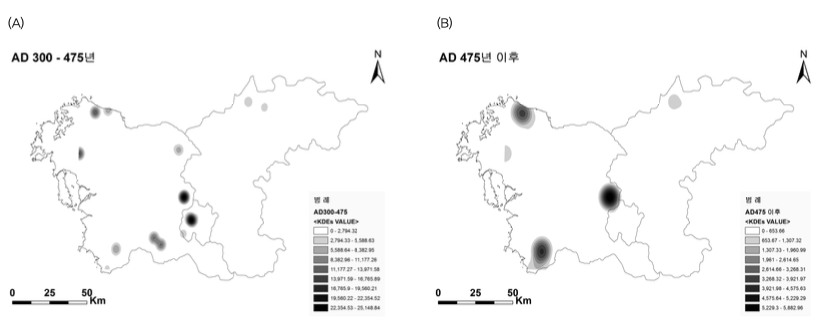 (A)
AD 300 - 475년
N
범 례
AD300-475
<KDEs VALUE>
0 - 2,794.32
2,794.33 - 5,588.63
5,588.64 - 8,382.95
8,382.96 - 11,177.26
11,177.27 - 13,971.58
13,971.59 - 16,765.89
16,765.9 - 19,560.21
19,560.22 - 22,354.52
22,354.53 - 25,148.84
0 25 50
Km
(B)
AD 475년 이후
N
범 례
AD475 이후
<KDEs VALUE>
0 - 653.66
653.67 - 1,307.32
1,307.33 - 1,960.99
1,961 - 2,614.65
2,614.66 - 3,268.31
3,268.32 - 3,921.97
3,921.98 - 4,575.63
4,575.64 - 5,229.29
5,229.3 - 5,882.96
0 25 50
Km